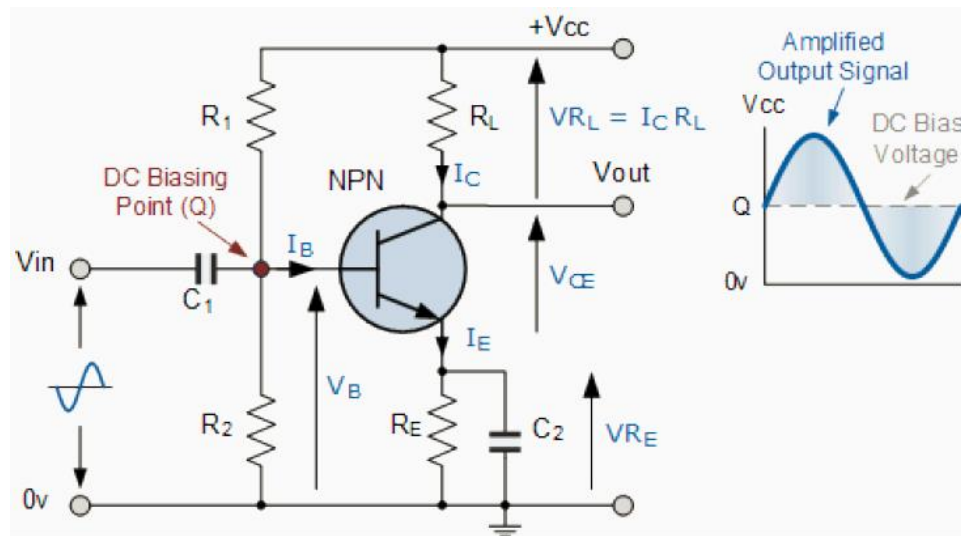 +Vcc
Amplified
Output Signal
R1
RL
VRL = IC RL
Vcc
DC Bias
Voltage
DC Biasing
Point (Q)
NPN
IC
Vout
Q
Vin
IB
C1
VCE
0v
IE
VB
R2
RE
C2
VRE
0v